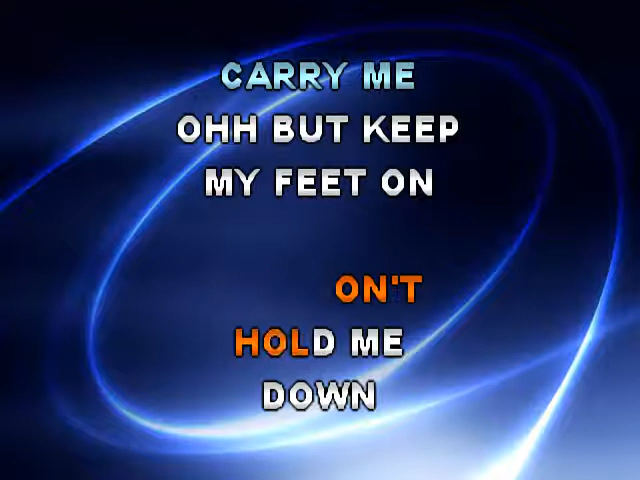 CARRY ME
OHH BUT KEEP
MY FEET ON
ON'T
HOLD ME
DOWN